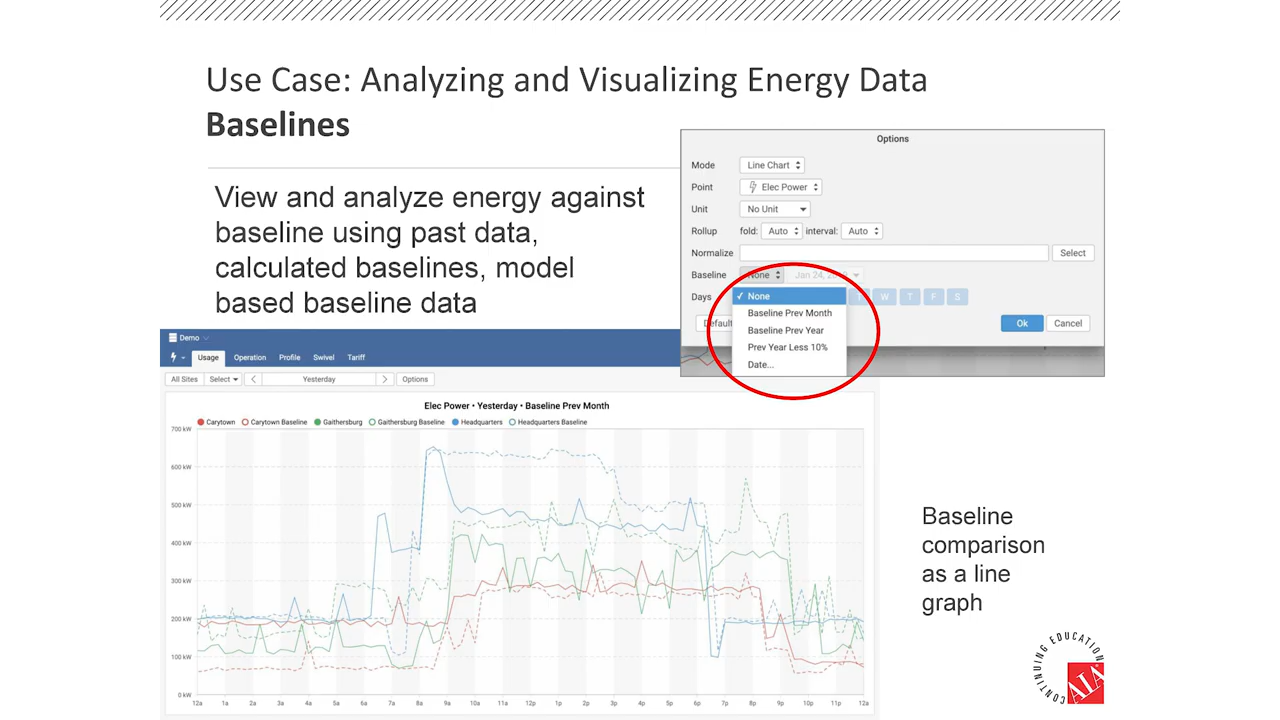 Use Case: Analyzing and Visualizing Energy Data
Baselines
View and analyze energy against
baseline using past data,
calculated baselines, model
based baseline data
Options
Mode Line Chart
Point Elec Power
Unit No Unit
Rollup fold: Auto interval: Auto
Normalize Select
Baseline None
Days W T F S
None
Baseline Prev Month
Baseline Prev Year
Prev Year Less 10%
Date...
Default
Ok Cancel
Demo
Usage Operation Profile Swivel Tariff
All Sites Select Yesterday Options
Elec Power • Yesterday • Baseline Prev Month
Carytown Carytown Baseline Gaithersburg Gaithersburg Baseline Headquarters Headquarters Baseline
700 kW
600 kW
500 kW
400 kW
300 kW
200 kW
100 kW
0 kW
12a 1a 2a 3a 4a 5a 6a 7a 8a 9a 10a 11a 12p 1p 2p 3p 4p 5p 6p 7p 8p 9p 10p 11p 12a
Baseline
comparison
as a line
graph
CONTINUING EDUCATION
AIA